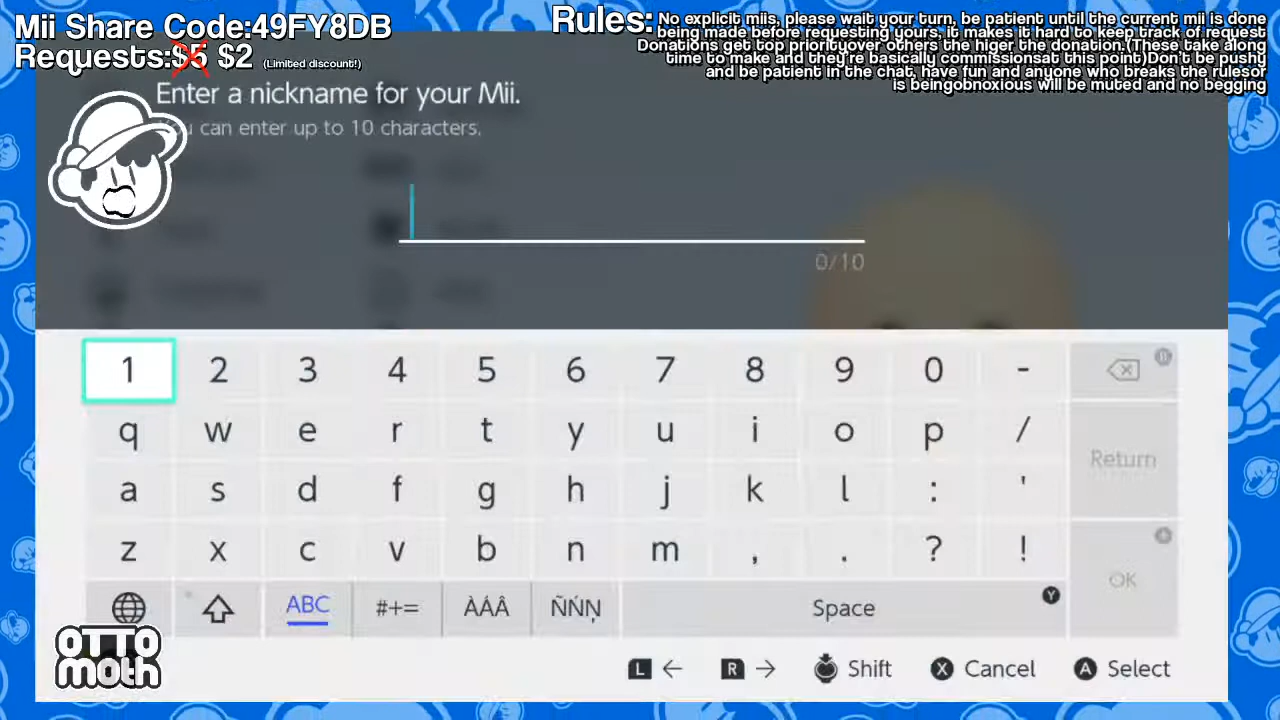 Mii Share Code:49FY8DB
Requests:$5 $2 (Limited discount!)
Rules: No explicit miis, please wait your turn, be patient until the current mii is done
being made before requesting yours, it makes it hard to keep track of request
Donations get top priorityover others the higer the donation.(These take along
time to make and they're basically commissionsat this point)Don't be pushy
and be patient in the chat, have fun and anyone who breaks the rulesor
is beingobnoxious will be muted and no begging
Enter a nickname for your Mii.
can enter up to 10 characters.
0/10
1 2 3 4 5 6 7 8 9 0 -
q w e r t y u i o p /
Return
a s d f g h j k l : '
z x c v b n m , . ? !
OK
ABC #+= ÀÁÂ ÑŃŅ Space Y
OTTO
moth
L ← R → Shift X Cancel A Select